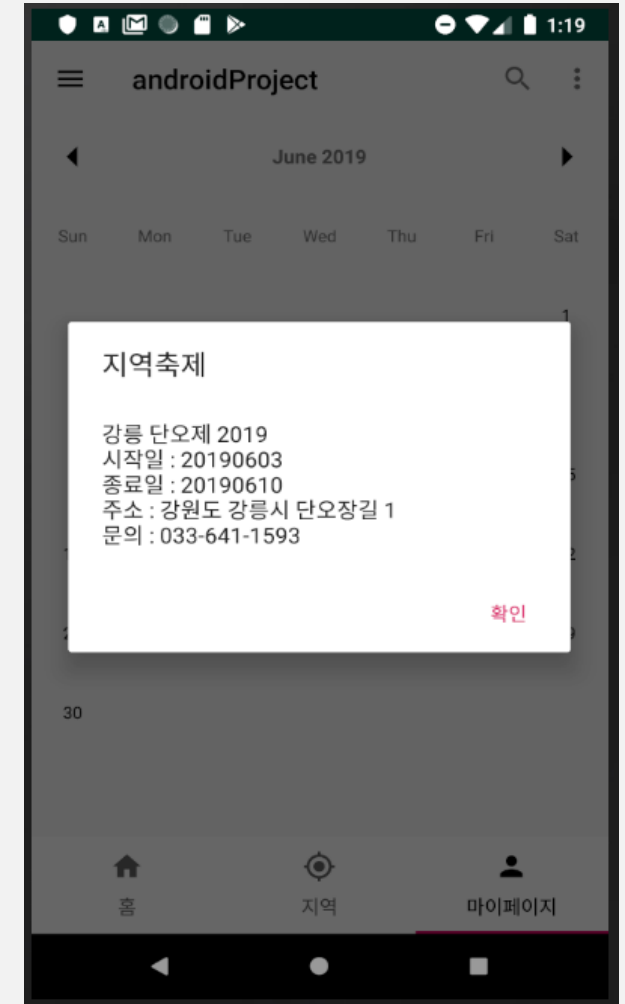 1:19
androidProject
June 2019
Sun Mon Tue Wed Thu Fri Sat
1
지역축제
강릉 단오제 2019
시작일 : 20190603
종료일 : 20190610
주소 : 강원도 강릉시 단오장길 1
문의 : 033-641-1593
확인
30
홈 지역 마이페이지